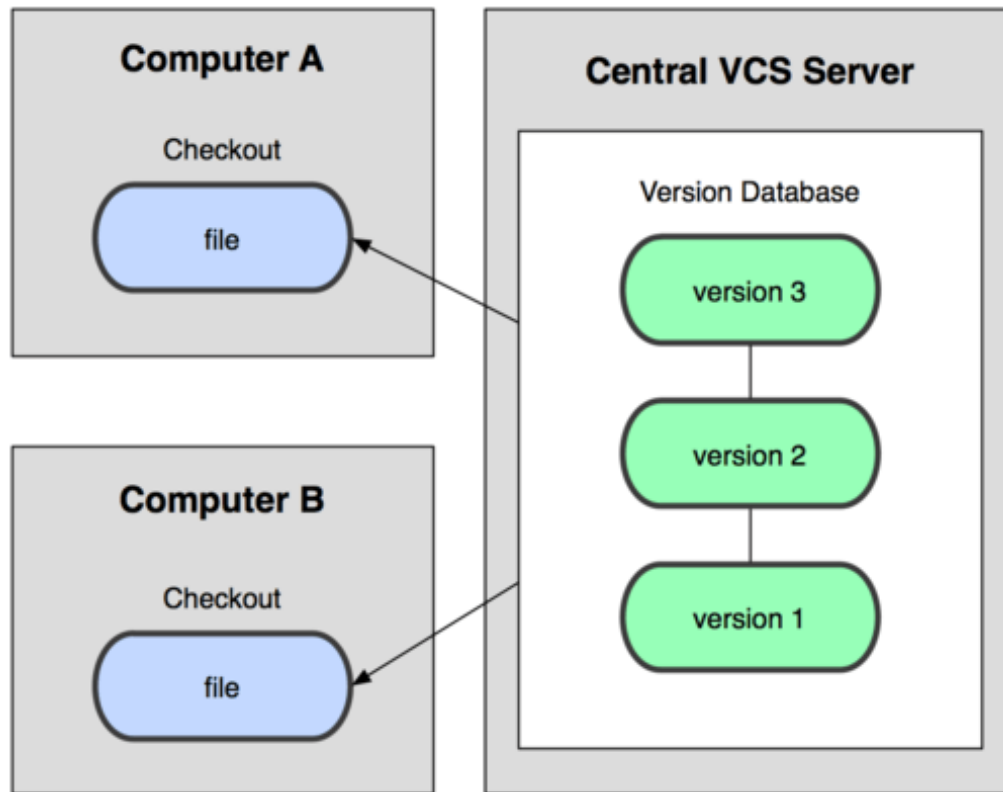 Computer A
Checkout
file
Computer B
Checkout
file
Central VCS Server
Version Database
version 3
version 2
version 1